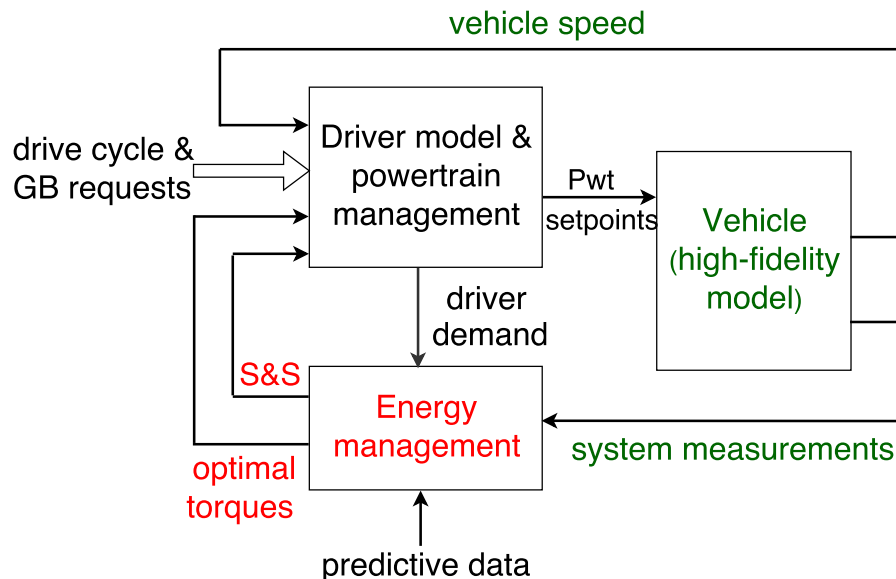 vehicle speed
drive cycle &
GB requests
Driver model &
powertrain
management
Pwt
setpoints
Vehicle
(high-fidelity
model)
driver
demand
S&S
Energy
management
optimal
torques
system measurements
predictive data